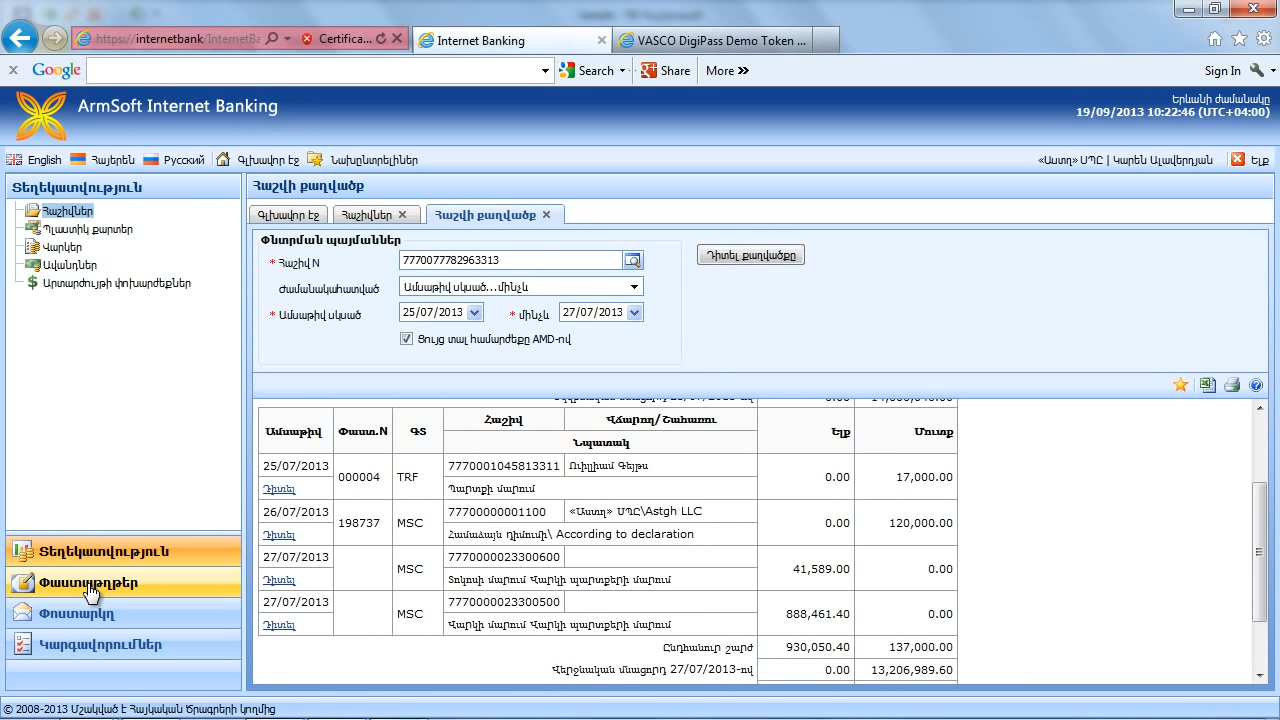 https://internetbank/InternetBa
Certifica...
Internet Banking
VASCO DigiPass Demo Token ...
Google
Search
Share
More »
Sign In
ArmSoft Internet Banking
Երևանի ժամանակը
19/09/2013 10:22:46 (UTC+04:00)
English Հայերեն Русский Գլխավոր էջ Նախընտրելիներ
«Աստղ» ՍՊԸ | Կարեն Ալավերդյան Ելք
Տեղեկատվություն
Հաշիվներ
Պլաստիկ քարտեր
Վարկեր
Ավանդներ
Արտարժույթի փոխարժեքներ
Տեղեկատվություն
Փաստաթղթեր
Փոստարկղ
Կարգավորումներ
Հաշվի քաղվածք
Գլխավոր էջ Հաշիվներ Հաշվի քաղվածք
Փնտրման պայմաններ
* Հաշիվ N 7770077782963313
Դիտել քաղվածքը
Ժամանակահատված Ամսաթիվ սկսած...մինչև
* Ամսաթիվ սկսած 25/07/2013 * մինչև 27/07/2013
Ցույց տալ համարժեքը AMD-ով
Ամսաթիվ Փաստ.N ԳՏ Հաշիվ Վճարող/Շահառու Ելք Մուտք
Նպատակ
25/07/2013 000004 TRF 7770001045813311 Ուիլլիամ Գեյթս 0.00 17,000.00
Դիտել Պարտքի մարում
26/07/2013 198737 MSC 77700000001100 «Աստղ» ՍՊԸ\Astgh LLC 0.00 120,000.00
Դիտել Համաձայն դիմումի\ According to declaration
27/07/2013 MSC 7770000023300600 41,589.00 0.00
Դիտել Տոկոսի մարում Վարկի պարտքերի մարում
27/07/2013 MSC 7770000023300500 888,461.40 0.00
Դիտել Վարկի մարում Վարկի պարտքերի մարում
Ընդհանուր շարժ 930,050.40 137,000.00
Վերջնական մնացորդ 27/07/2013-ով 0.00 13,206,989.60
© 2008-2013 Մշակված է Հայկական Ծրագրերի կողմից